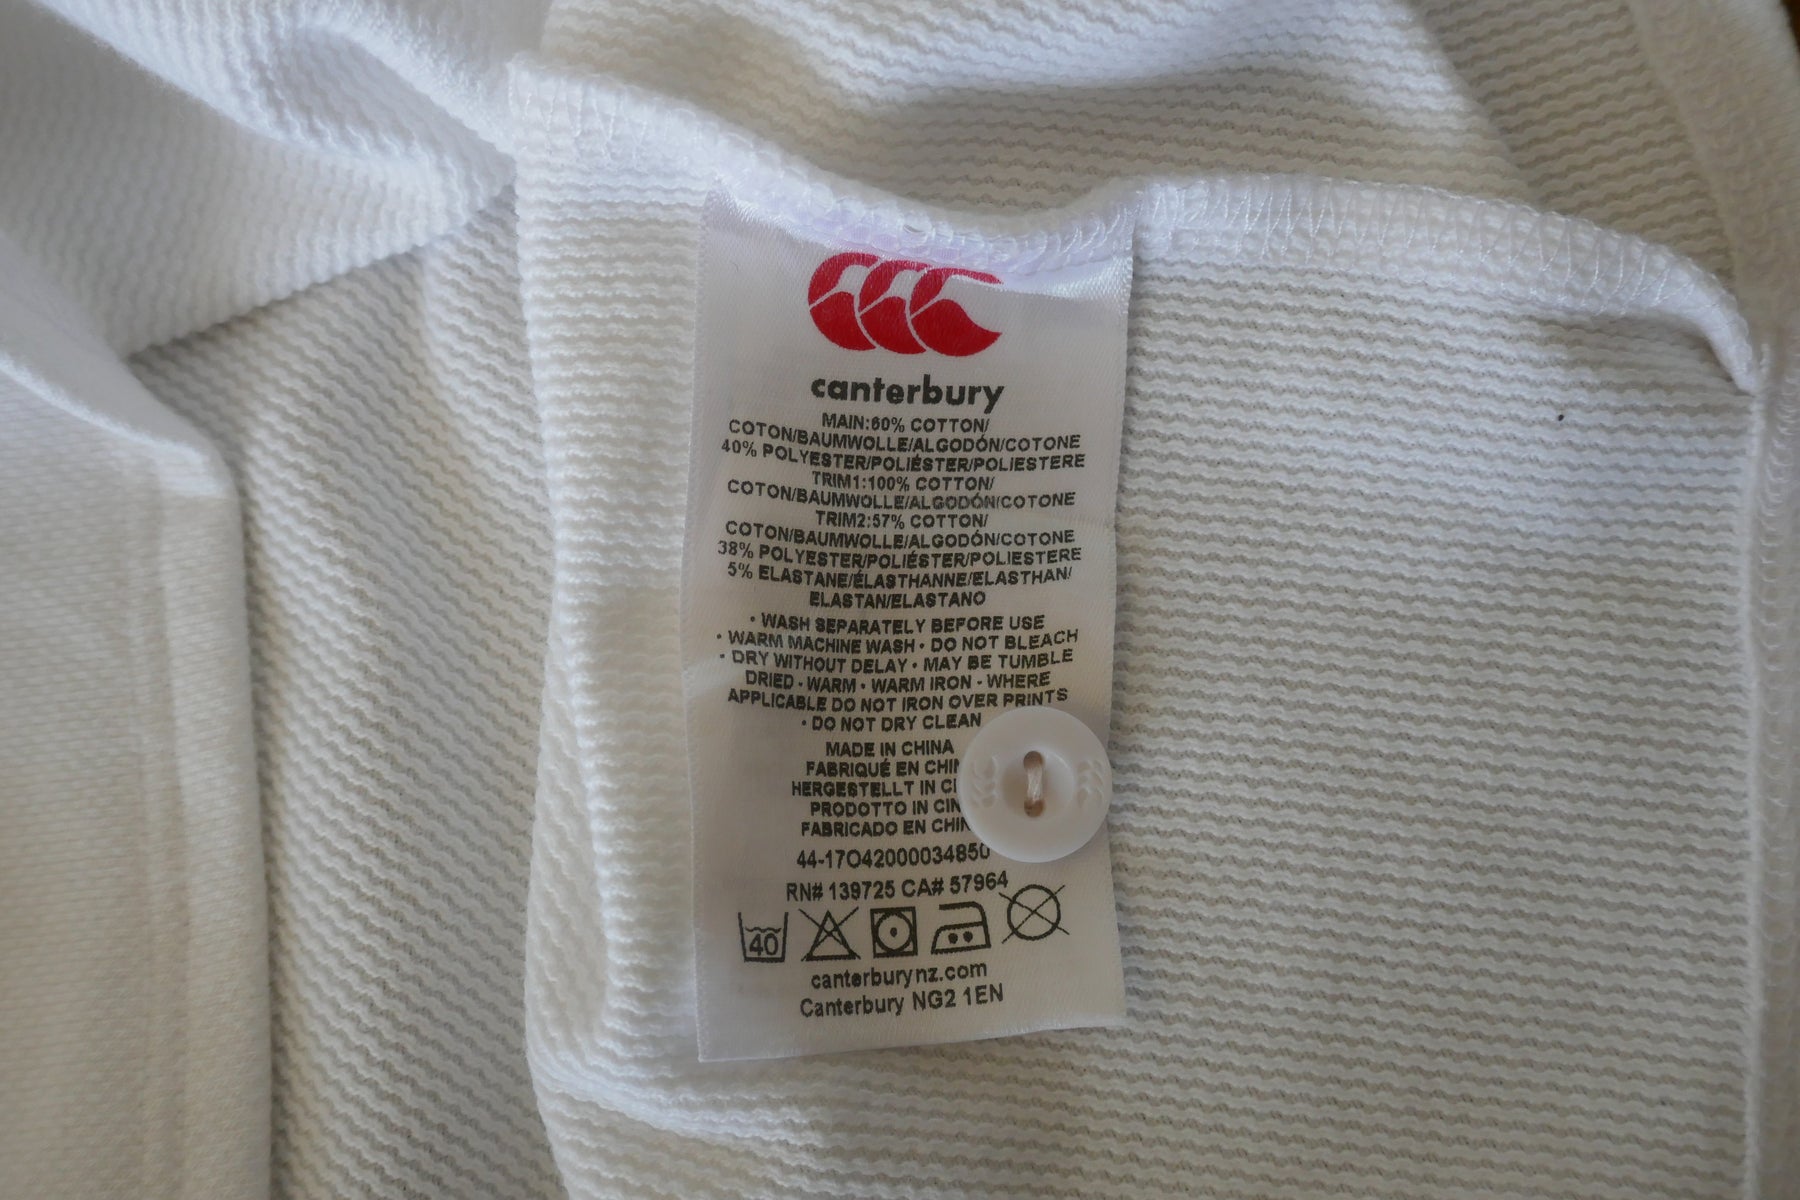 canterbury
MAIN:60% COTTON/
COTON/BAUMWOLLE/ALGODÓN/COTONE
40% POLYESTER/POLIÉSTER/POLIESTERE
TRIM1:100% COTTON/
COTON/BAUMWOLLE/ALGODÓN/COTONE
TRIM2:57% COTTON/
COTON/BAUMWOLLE/ALGODÓN/COTONE
38% POLYESTER/POLIÉSTER/POLIESTERE
5% ELASTANE/ÉLASTHANNE/ELASTHAN/
ELASTAN/ELASTANO
• WASH SEPARATELY BEFORE USE
• WARM MACHINE WASH • DO NOT BLEACH
• DRY WITHOUT DELAY • MAY BE TUMBLE
DRIED • WARM • WARM IRON • WHERE
APPLICABLE DO NOT IRON OVER PRINTS
• DO NOT DRY CLEAN
MADE IN CHINA
FABRIQUÉ EN
HERGESTELLT IN
PRODOTTO IN
FABRICADO EN
44-17O42000034850
RN# 139725 CA# 57964
40
canterburynz.com
Canterbury NG2 1EN